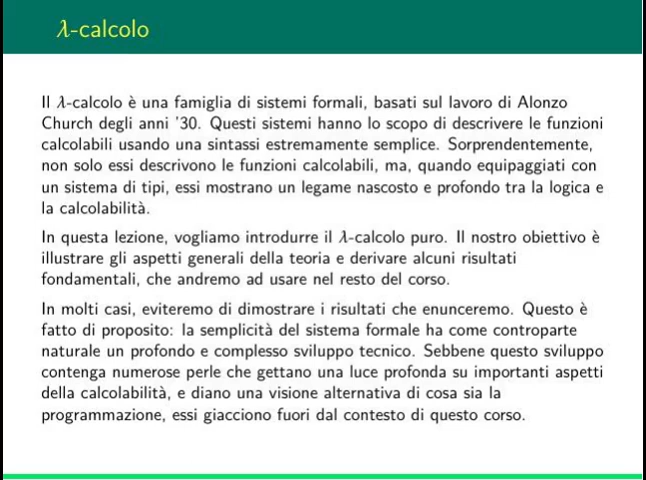 λ-calcolo
Il λ-calcolo è una famiglia di sistemi formali, basati sul lavoro di Alonzo
Church degli anni '30. Questi sistemi hanno lo scopo di descrivere le funzioni
calcolabili usando una sintassi estremamente semplice. Sorprendentemente,
non solo essi descrivono le funzioni calcolabili, ma, quando equipaggiati con
un sistema di tipi, essi mostrano un legame nascosto e profondo tra la logica e
la calcolabilità.
In questa lezione, vogliamo introdurre il λ-calcolo puro. Il nostro obiettivo è
illustrare gli aspetti generali della teoria e derivare alcuni risultati
fondamentali, che andremo ad usare nel resto del corso.
In molti casi, eviteremo di dimostrare i risultati che enunceremo. Questo è
fatto di proposito: la semplicità del sistema formale ha come controparte
naturale un profondo e complesso sviluppo tecnico. Sebbene questo sviluppo
contenga numerose perle che gettano una luce profonda su importanti aspetti
della calcolabilità, e diano una visione alternativa di cosa sia la
programmazione, essi giacciono fuori dal contesto di questo corso.